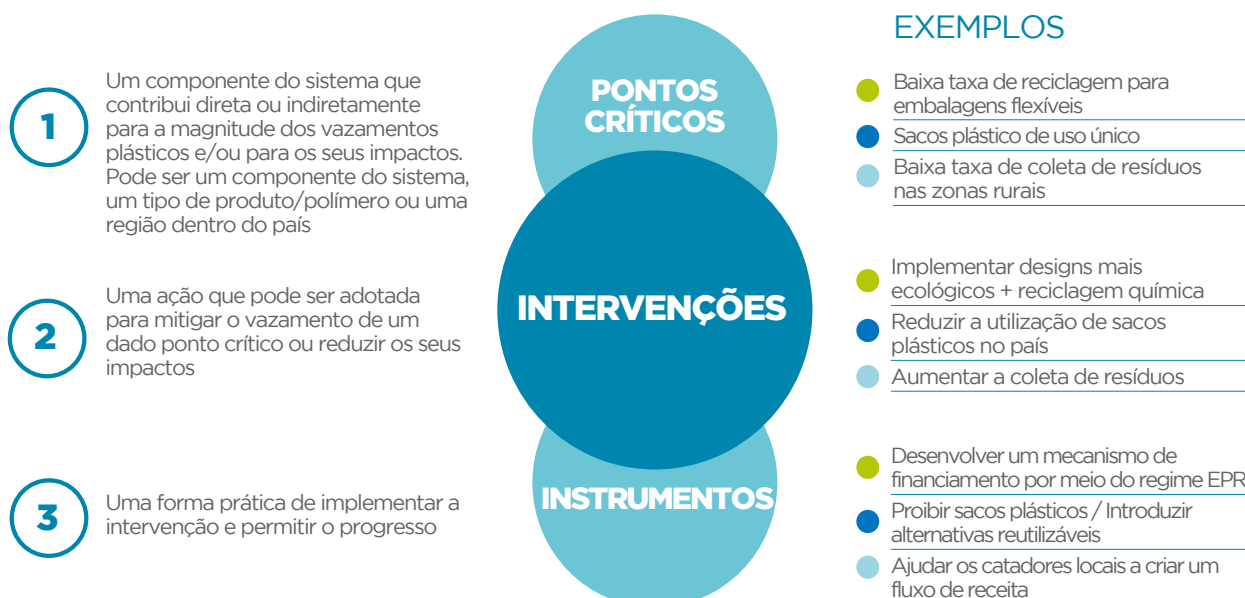 EXEMPLOS
1
Um componente do sistema que
contribui direta ou indiretamente
para a magnitude dos vazamentos
plásticos e/ou para os seus impactos.
Pode ser um componente do sistema,
um tipo de produto/polímero ou uma
região dentro do país
PONTOS
CRÍTICOS
Baixa taxa de reciclagem para
embalagens flexíveis
Sacos plástico de uso único
Baixa taxa de coleta de resíduos
nas zonas rurais
2
Uma ação que pode ser adotada
para mitigar o vazamento de um
dado ponto crítico ou reduzir os seus
impactos
INTERVENÇÕES
Implementar designs mais
ecológicos + reciclagem química
Reduzir a utilização de sacos
plásticos no país
Aumentar a coleta de resíduos
3
Uma forma prática de implementar a
intervenção e permitir o progresso
INSTRUMENTOS
Desenvolver um mecanismo de
financiamento por meio do regime EPR
Proibir sacos plásticos / Introduzir
alternativas reutilizáveis
Ajudar os catadores locais a criar um
fluxo de receita